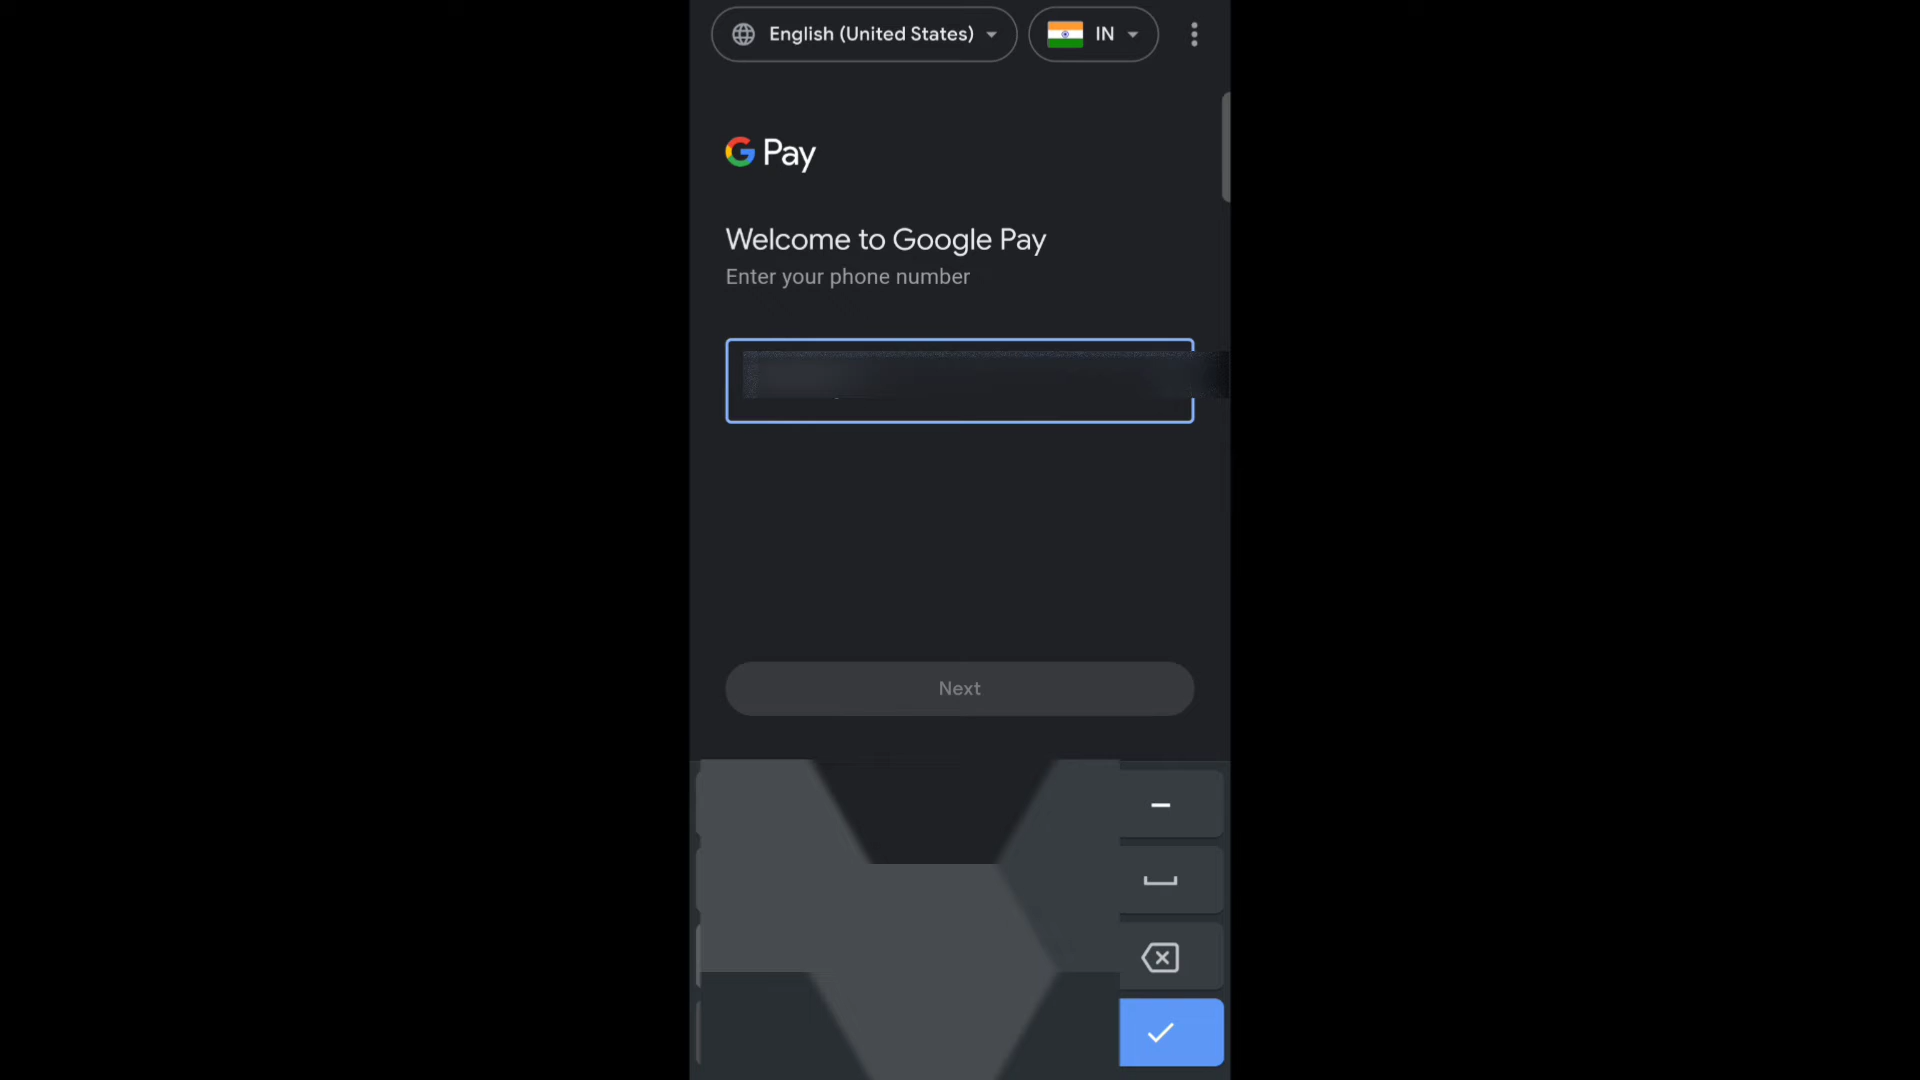 English (United States) IN
G Pay
Welcome to Google Pay
Enter your phone number
Next